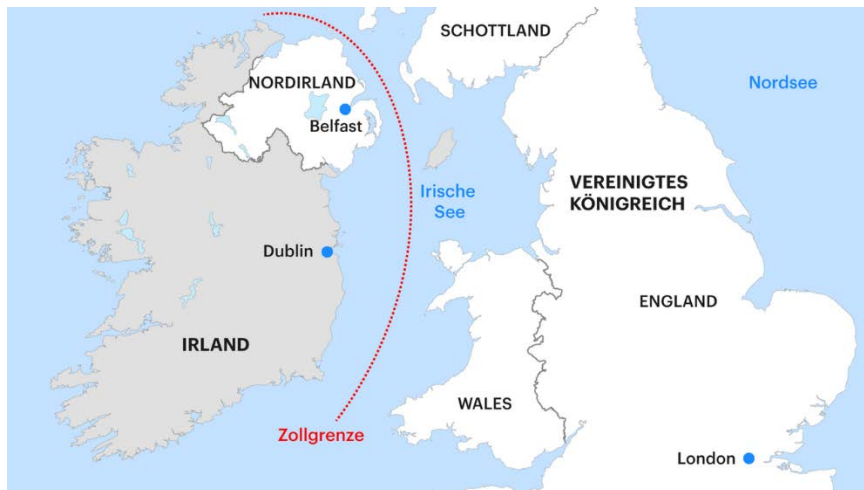 SCHOTTLAND
NORDIRLAND
Nordsee
Belfast
Irische
See
VEREINIGTES
KÖNIGREICH
Dublin
ENGLAND
IRLAND
WALES
Zollgrenze
London